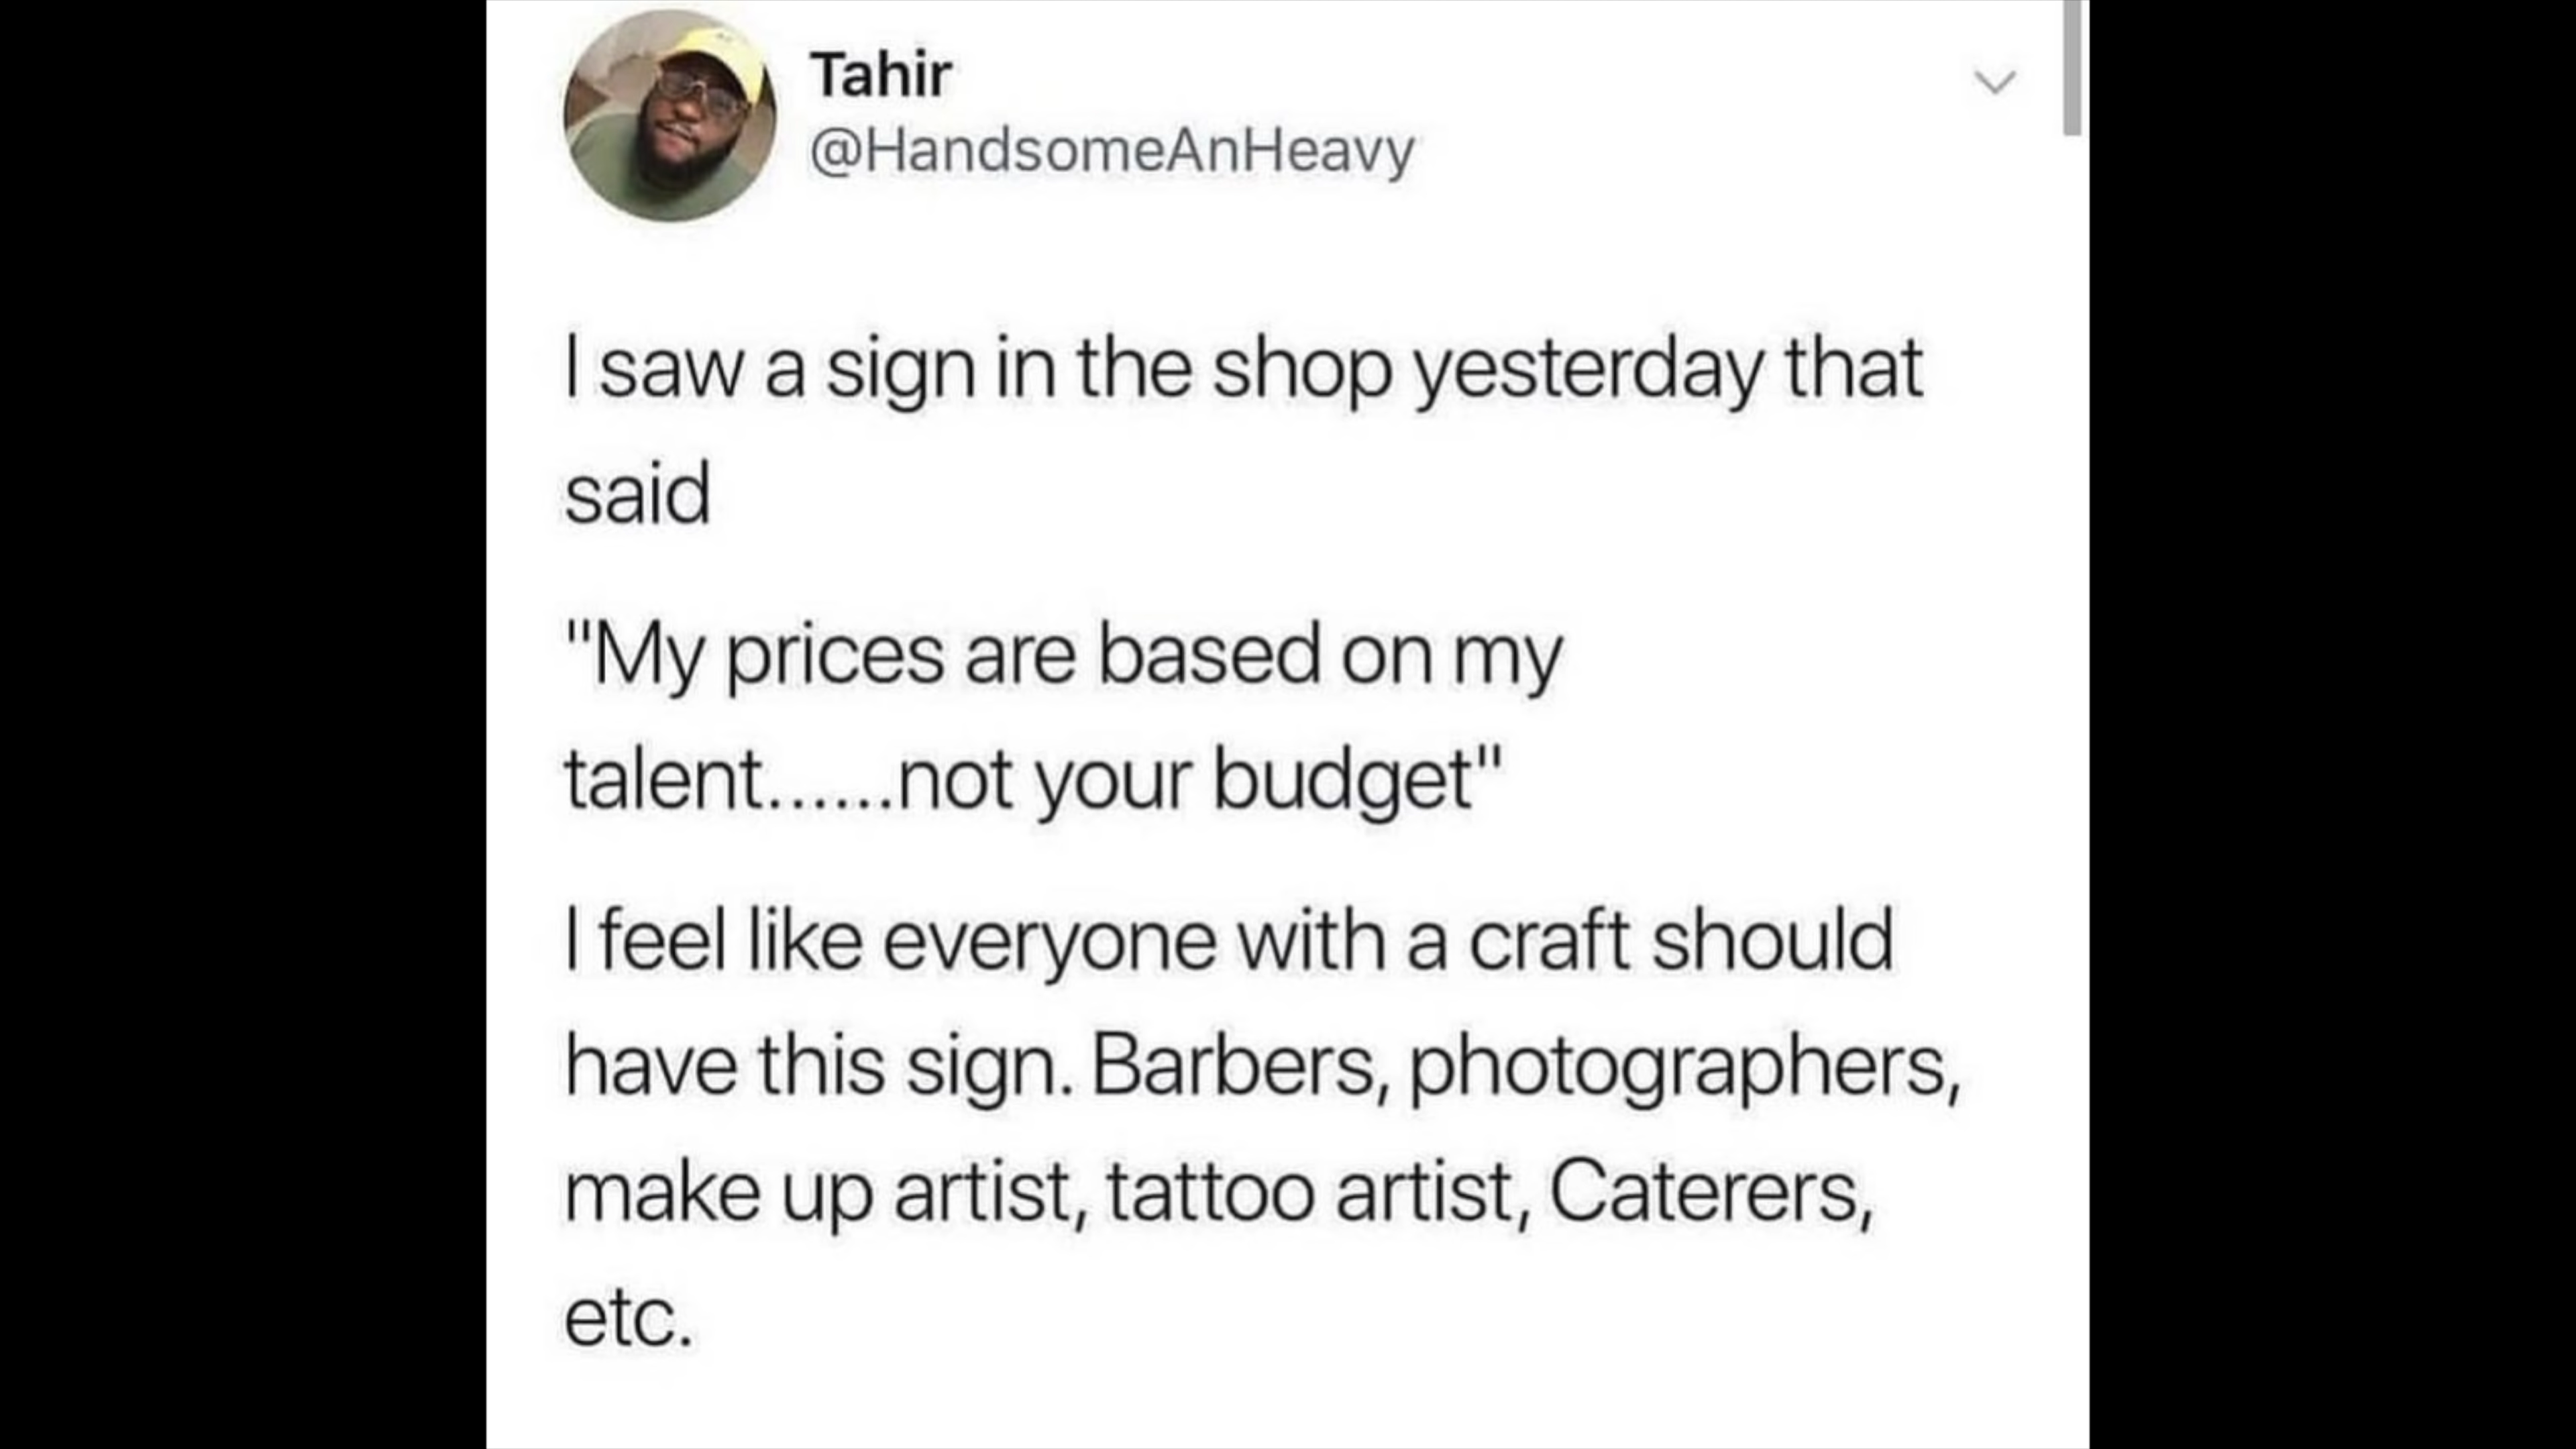 Tahir
@HandsomeAnHeavy
I saw a sign in the shop yesterday that
said
"My prices are based on my
talent......not your budget"
I feel like everyone with a craft should
have this sign. Barbers, photographers,
make up artist, tattoo artist, Caterers,
etc.